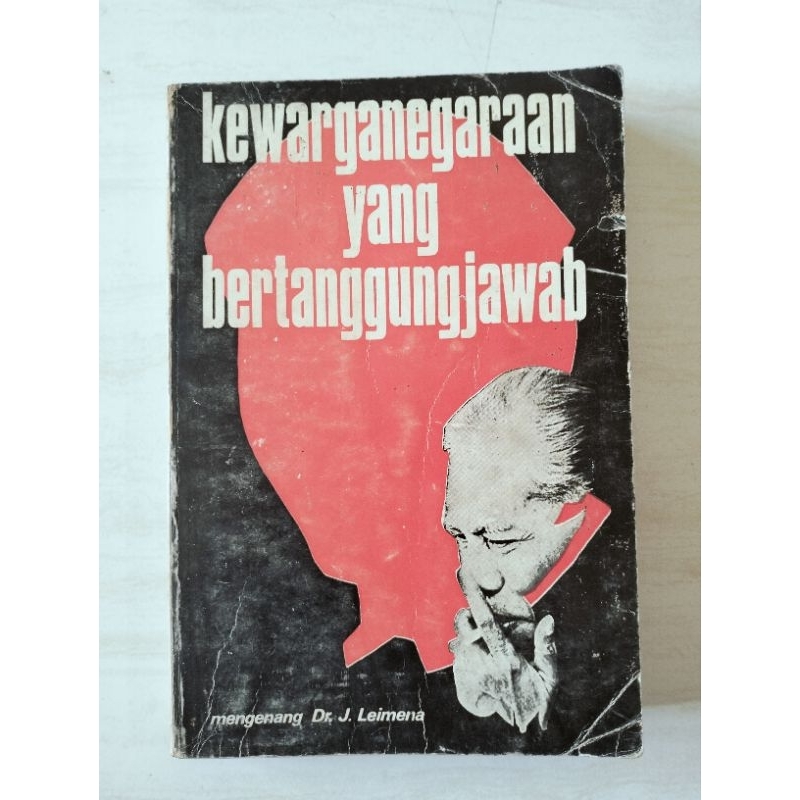 kewarganegaraan
yang
bertanggungjawab
mengenang Dr. J. Leimena